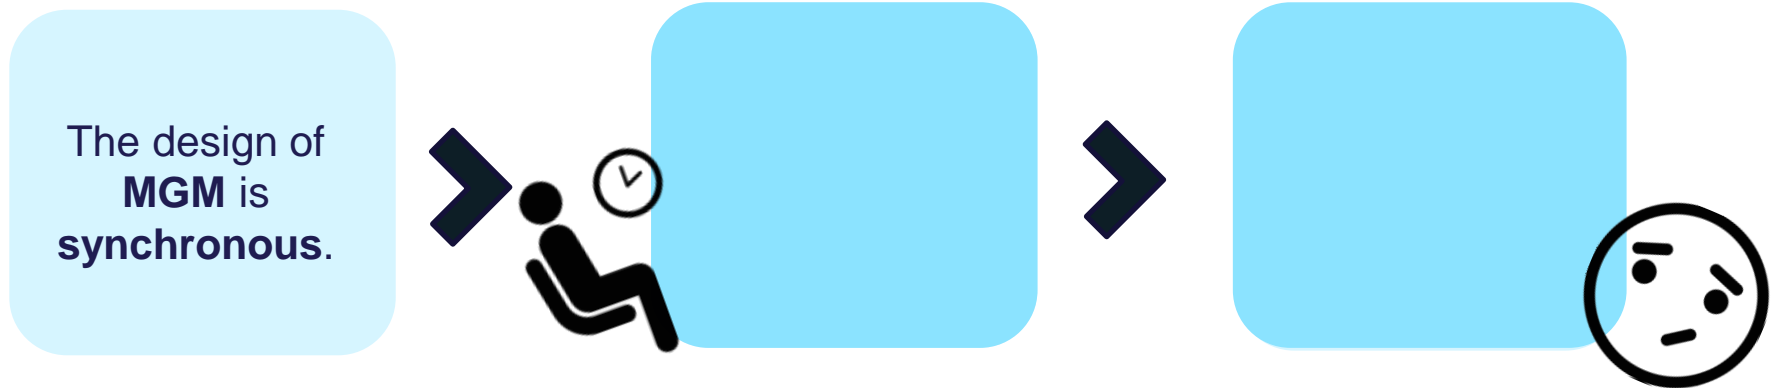 The design of
MGM is
synchronous.